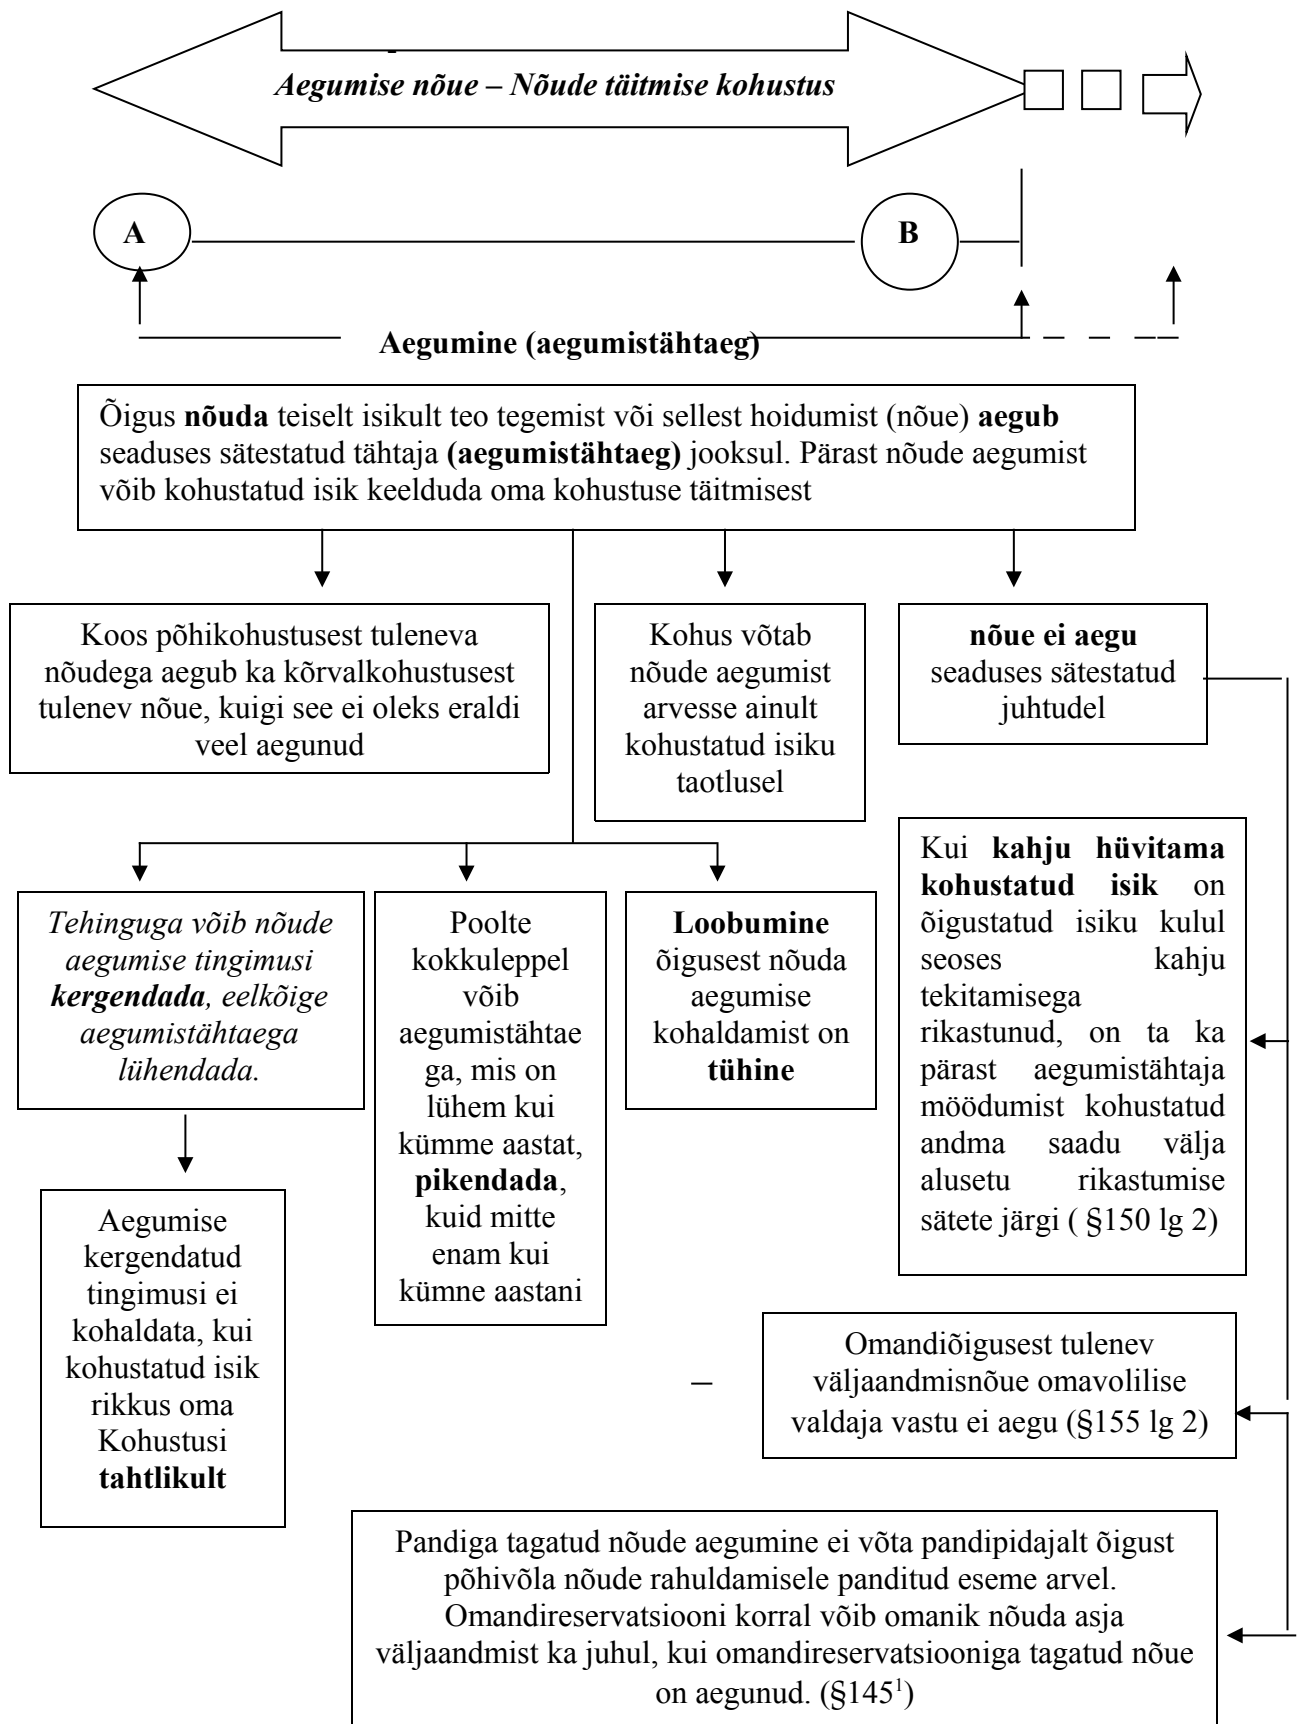 Aegumise nõue – Nõude täitmise kohustus
A
B
Aegumine (aegumistähtaeg)
Õigus nõuda teiselt isikult teo tegemist või sellest hoidumist (nõue) aegub
seaduses sätestatud tähtaja (aegumistähtaeg) jooksul. Pärast nõude aegumist
võib kohustatud isik keelduda oma kohustuse täitmisest
Koos põhikohustusest tuleneva
nõudega aegub ka kõrvalkohustusest
tulenev nõue, kuigi see ei oleks eraldi
veel aegunud
Kohus võtab
nõude aegumist
arvesse ainult
kohustatud isiku
taotlusel
nõue ei aegu
seaduses sätestatud
juhtudel
Tehinguga võib nõude
aegumise tingimusi
kergendada, eelkõige
aegumistähtaega
lühendada.
Poolte
kokkuleppel
võib
aegumistähtae
ga, mis on
lühem kui
kümme aastat,
pikendada,
kuid mitte
enam kui
kümne aastani
Loobumine
õigusest nõuda
aegumise
kohaldamist on
tühine
Kui kahju hüvitama
kohustatud isik on
õigustatud isiku kulul
seoses kahju
tekitamisega
rikastunud, on ta ka
pärast aegumistähtaja
möödumist kohustatud
andma saadu välja
alusetu rikastumise
sätete järgi ( §150 lg 2)
Aegumise
kergendatud
tingimusi ei
kohaldata, kui
kohustatud isik
rikkus oma
Kohustusi
tahtlikult
–
Omandiõigusest tulenev
väljaandmisnõue omavolilise
valdaja vastu ei aegu (§155 lg 2)
Pandiga tagatud nõude aegumine ei võta pandipidajalt õigust
põhivõla nõude rahuldamisele panditud eseme arvel.
Omandireservatsiooni korral võib omanik nõuda asja
väljaandmist ka juhul, kui omandireservatsiooniga tagatud nõue
on aegunud. (§145¹)